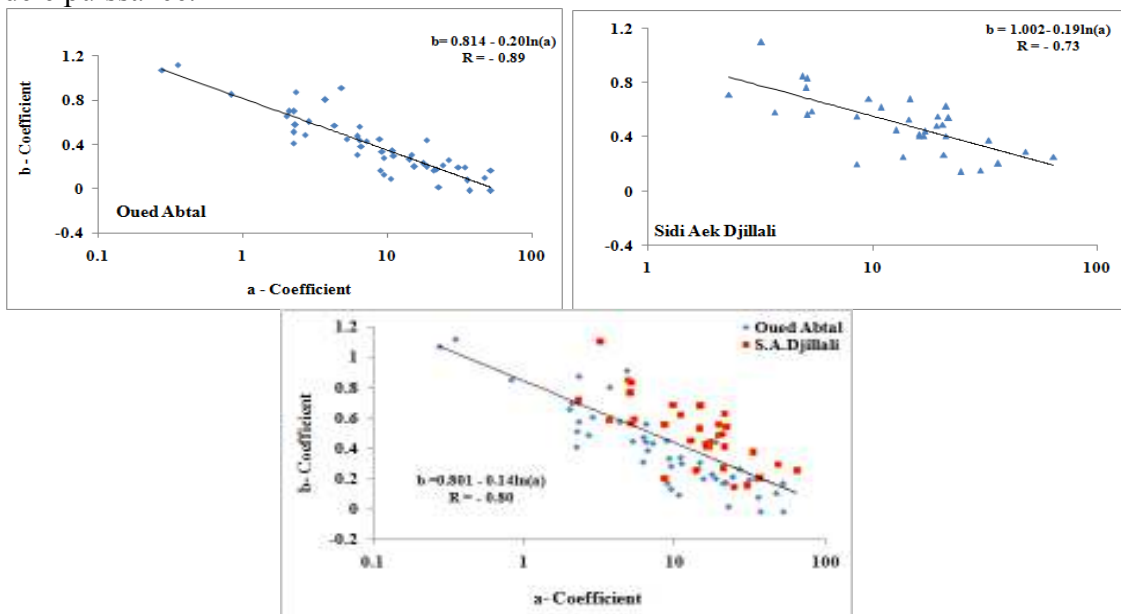 b= 0.814 - 0.20ln(a)
R = - 0.89
1.2
0.8
0.4
0
-0.4
b - Coefficient
Oued Abtal
0.1 1 10 100
a - Coefficient
b = 1.002- 0.19ln(a)
R = - 0.73
1.2
0.8
0.4
0
-0.4
Sidi Aek Djillali
1 10 100
Oued Abtal
S.A.Djillali
1.2
1
0.8
0.6
0.4
0.2
0
-0.2
b- Coefficient
b =0.801 - 0.14ln(a)
R = - 0.80
0.1 1 10 100
a- Coefficient